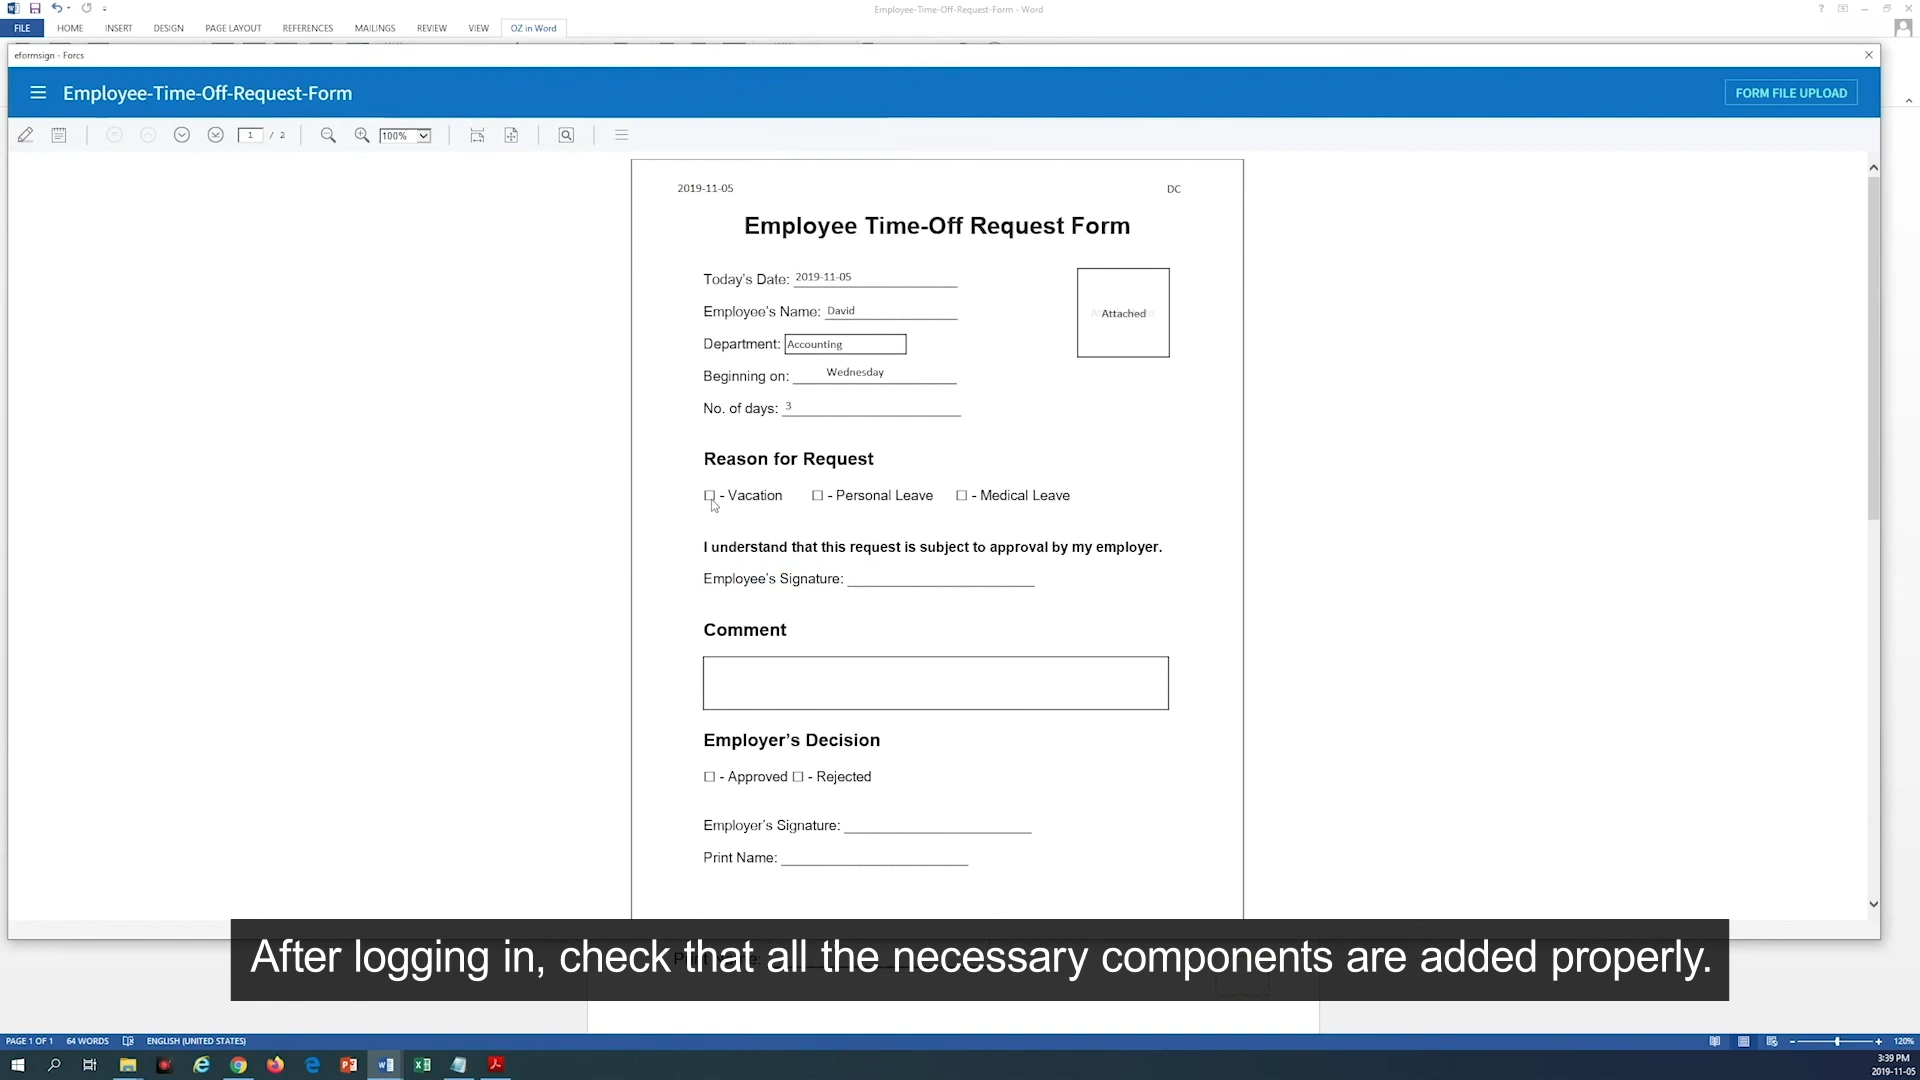 Employee-Time-Off-Request-Form - Word
FILE HOME INSERT DESIGN PAGE LAYOUT REFERENCES MAILINGS REVIEW VIEW OZ in Word
eformsign - Forcs
Employee-Time-Off-Request-Form
FORM FILE UPLOAD
1 / 2
100%
2019-11-05 DC
Employee Time-Off Request Form
Today's Date: 2019-11-05
Attached
Employee's Name: David
Department: Accounting
Beginning on: Wednesday
No. of days: 3
Reason for Request
☐ - Vacation ☐ - Personal Leave ☐ - Medical Leave
I understand that this request is subject to approval by my employer.
Employee's Signature:
Comment
Employer's Decision
☐ - Approved ☐ - Rejected
Employer's Signature:
Print Name:
After logging in, check that all the necessary components are added properly.
PAGE 1 OF 1 64 WORDS ENGLISH (UNITED STATES) 120%
3:39 PM
2019-11-05